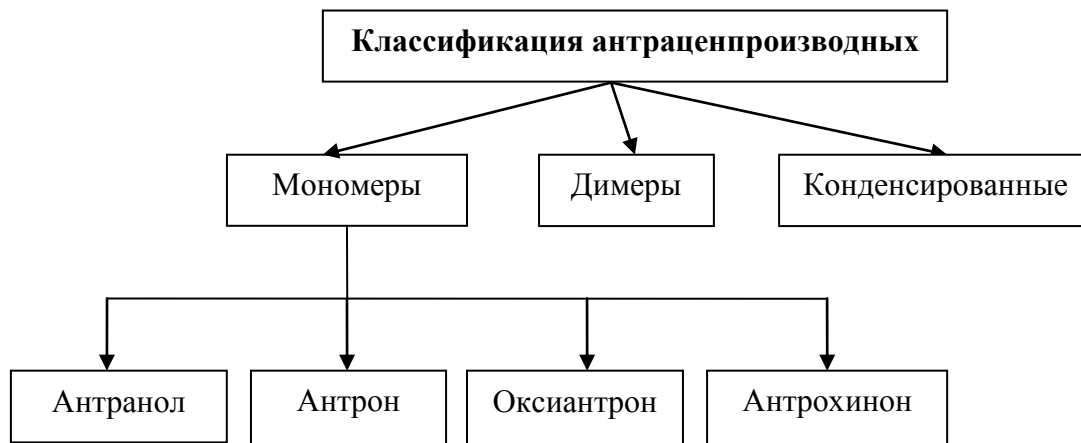 Классификация антраценпроизводных
Мономеры
Димеры
Конденсированные
Антранол
Антрон
Оксиантрон
Антрохинон